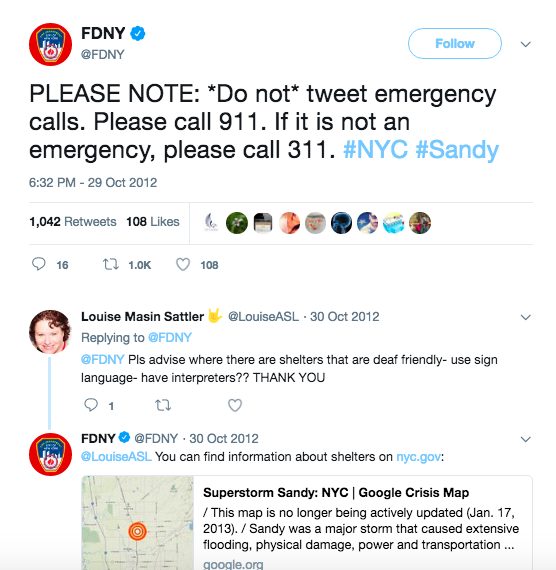 FDNY
@FDNY
Follow
PLEASE NOTE: *Do not* tweet emergency
calls. Please call 911. If it is not an
emergency, please call 311. #NYC #Sandy
6:32 PM - 29 Oct 2012
1,042 Retweets 108 Likes
16 1.0K 108
Louise Masin Sattler 🤟 @LouiseASL · 30 Oct 2012
Replying to @FDNY
@FDNY Pls advise where there are shelters that are deaf friendly- use sign
language- have interpreters?? THANK YOU
1
FDNY @FDNY · 30 Oct 2012
@LouiseASL You can find information about shelters on nyc.gov:
Superstorm Sandy: NYC | Google Crisis Map
/ This map is no longer being actively updated (Jan. 17,
2013). / Sandy was a major storm that caused extensive
flooding, physical damage, power and transportation ...
google.org